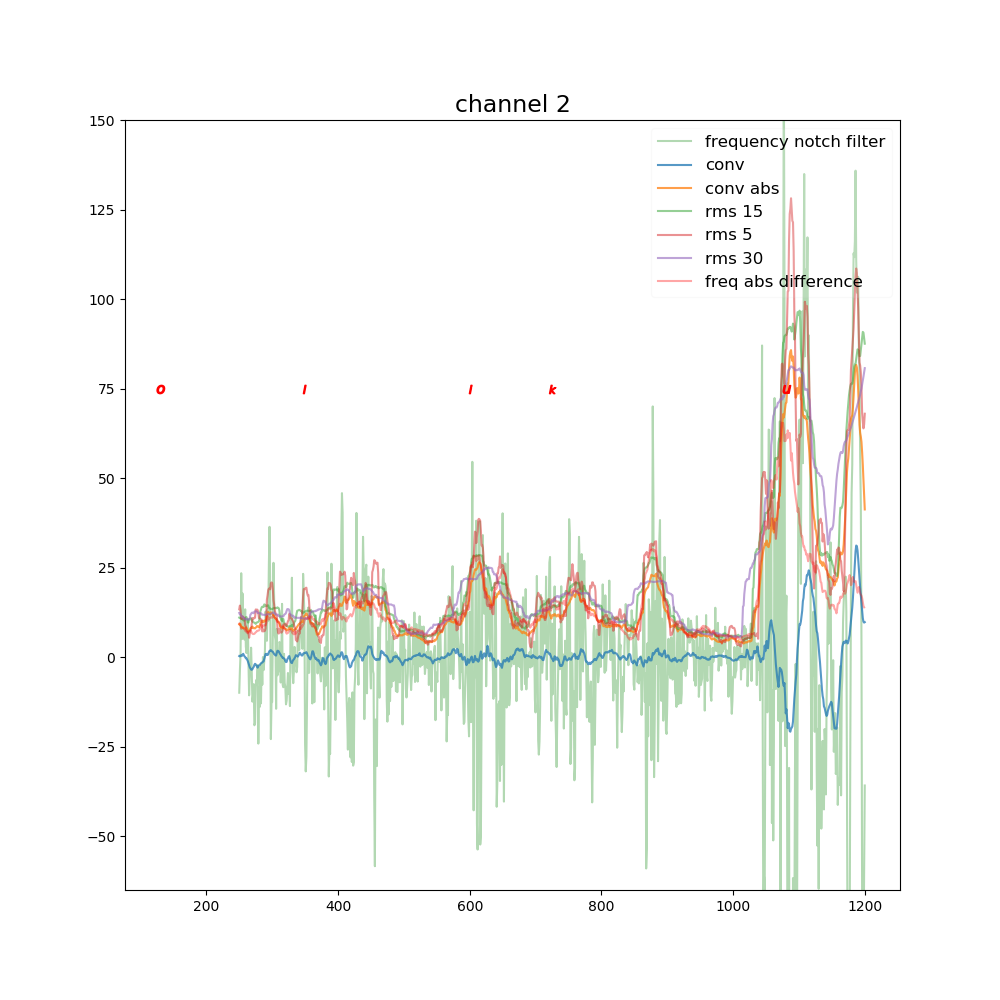 channel 2
150
125
100
75
50
25
0
−25
−50
frequency notch filter
conv
conv abs
rms 15
rms 5
rms 30
freq abs difference
o l l k u
200 400 600 800 1000 1200